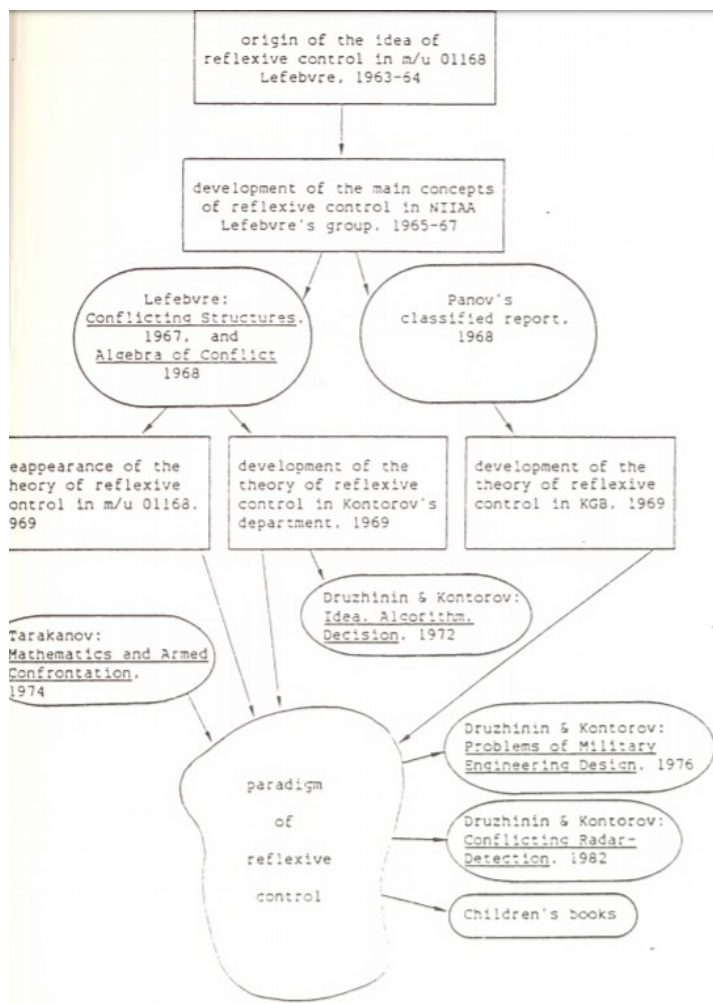 origin of the idea of
reflexive control in m/u 01168
Lefebvre, 1963-64
development of the main concepts
of reflexive control in NIIAA
Lefebvre's group, 1965-67
Lefebvre:
Conflicting Structures,
1967, and
Algebra of Conflict
1968
Panov's
classified report,
1968
eappearance of the
heory of reflexive
ontrol in m/u 01168,
969
development of the
theory of reflexive
control in Kontorov's
department, 1969
development of the
theory of reflexive
control in KGB, 1969
Druzhinin & Kontorov:
Idea, Algorithm,
Decision, 1972
Tarakanov:
Mathematics and Armed
Confrontation,
1974
paradigm
of
reflexive
control
Druzhinin & Kontorov:
Problems of Military
Engineering Design, 1976
Druzhinin & Kontorov:
Conflicting Radar-
Detection, 1982
Children's books